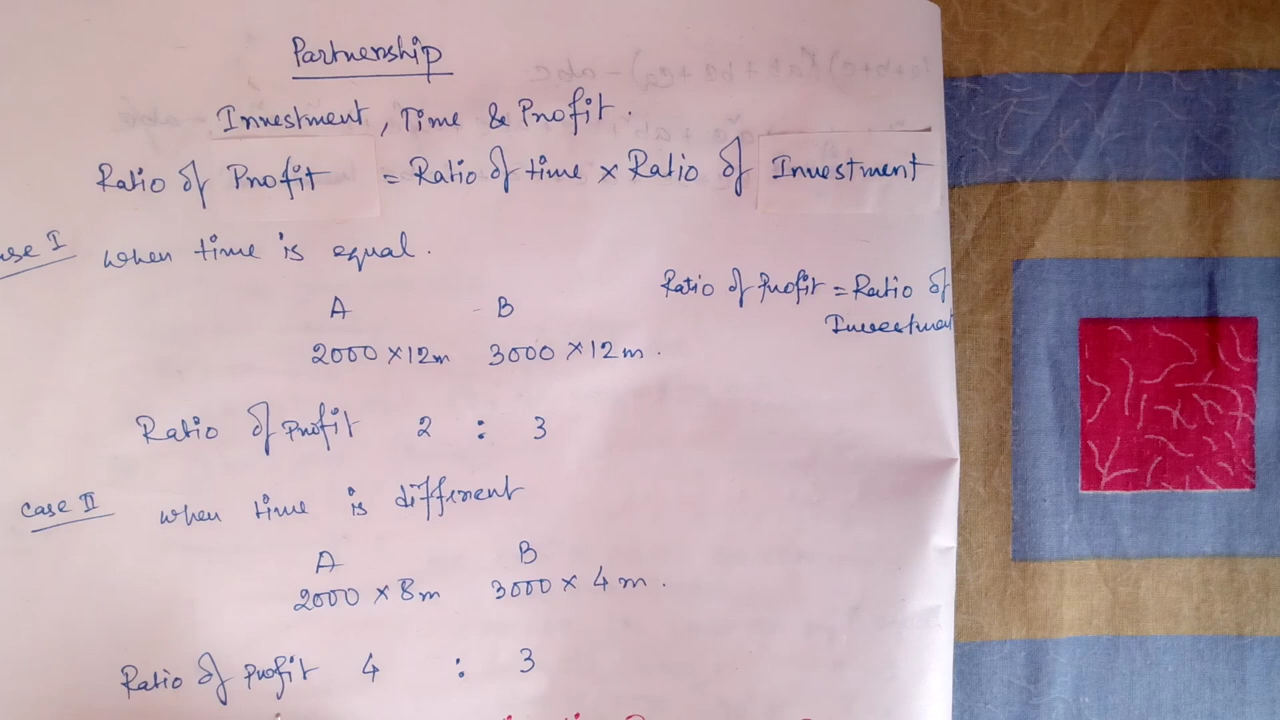 Partnership
Investment, Time & Profit.
Ratio of Profit = Ratio of time × Ratio of Investment
Case I when time is equal.
Ratio of Profit = Ratio of
Investment
A B
2000 × 12m 3000 × 12 m.
Ratio of Profit 2 : 3
Case II when time is different
A B
2000 × 8m 3000 × 4 m.
Ratio of Profit 4 : 3